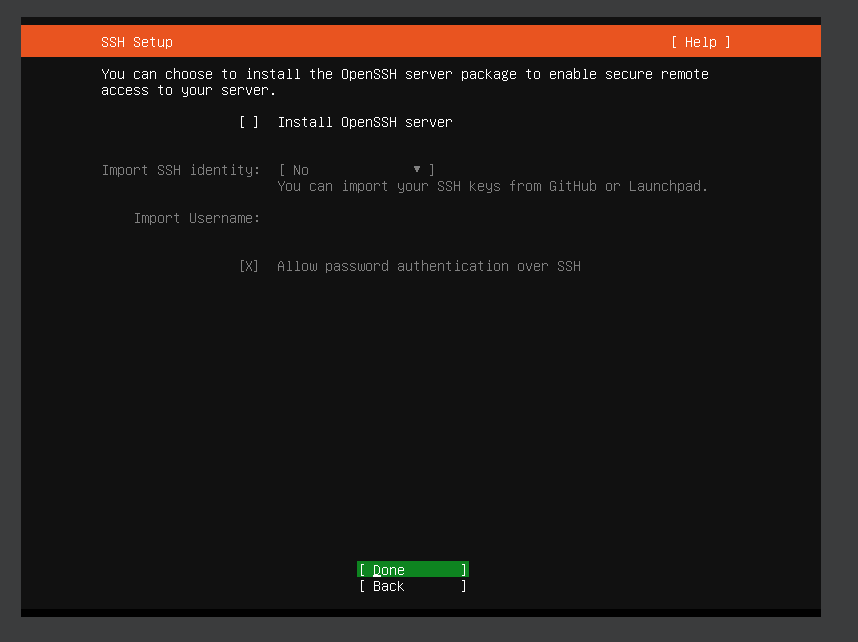 SSH Setup [ Help ]
You can choose to install the OpenSSH server package to enable secure remote
access to your server.
[ ] Install OpenSSH server
Import SSH identity: [ No ▼ ]
You can import your SSH keys from GitHub or Launchpad.
Import Username:
[X] Allow password authentication over SSH
[ Done ]
[ Back ]